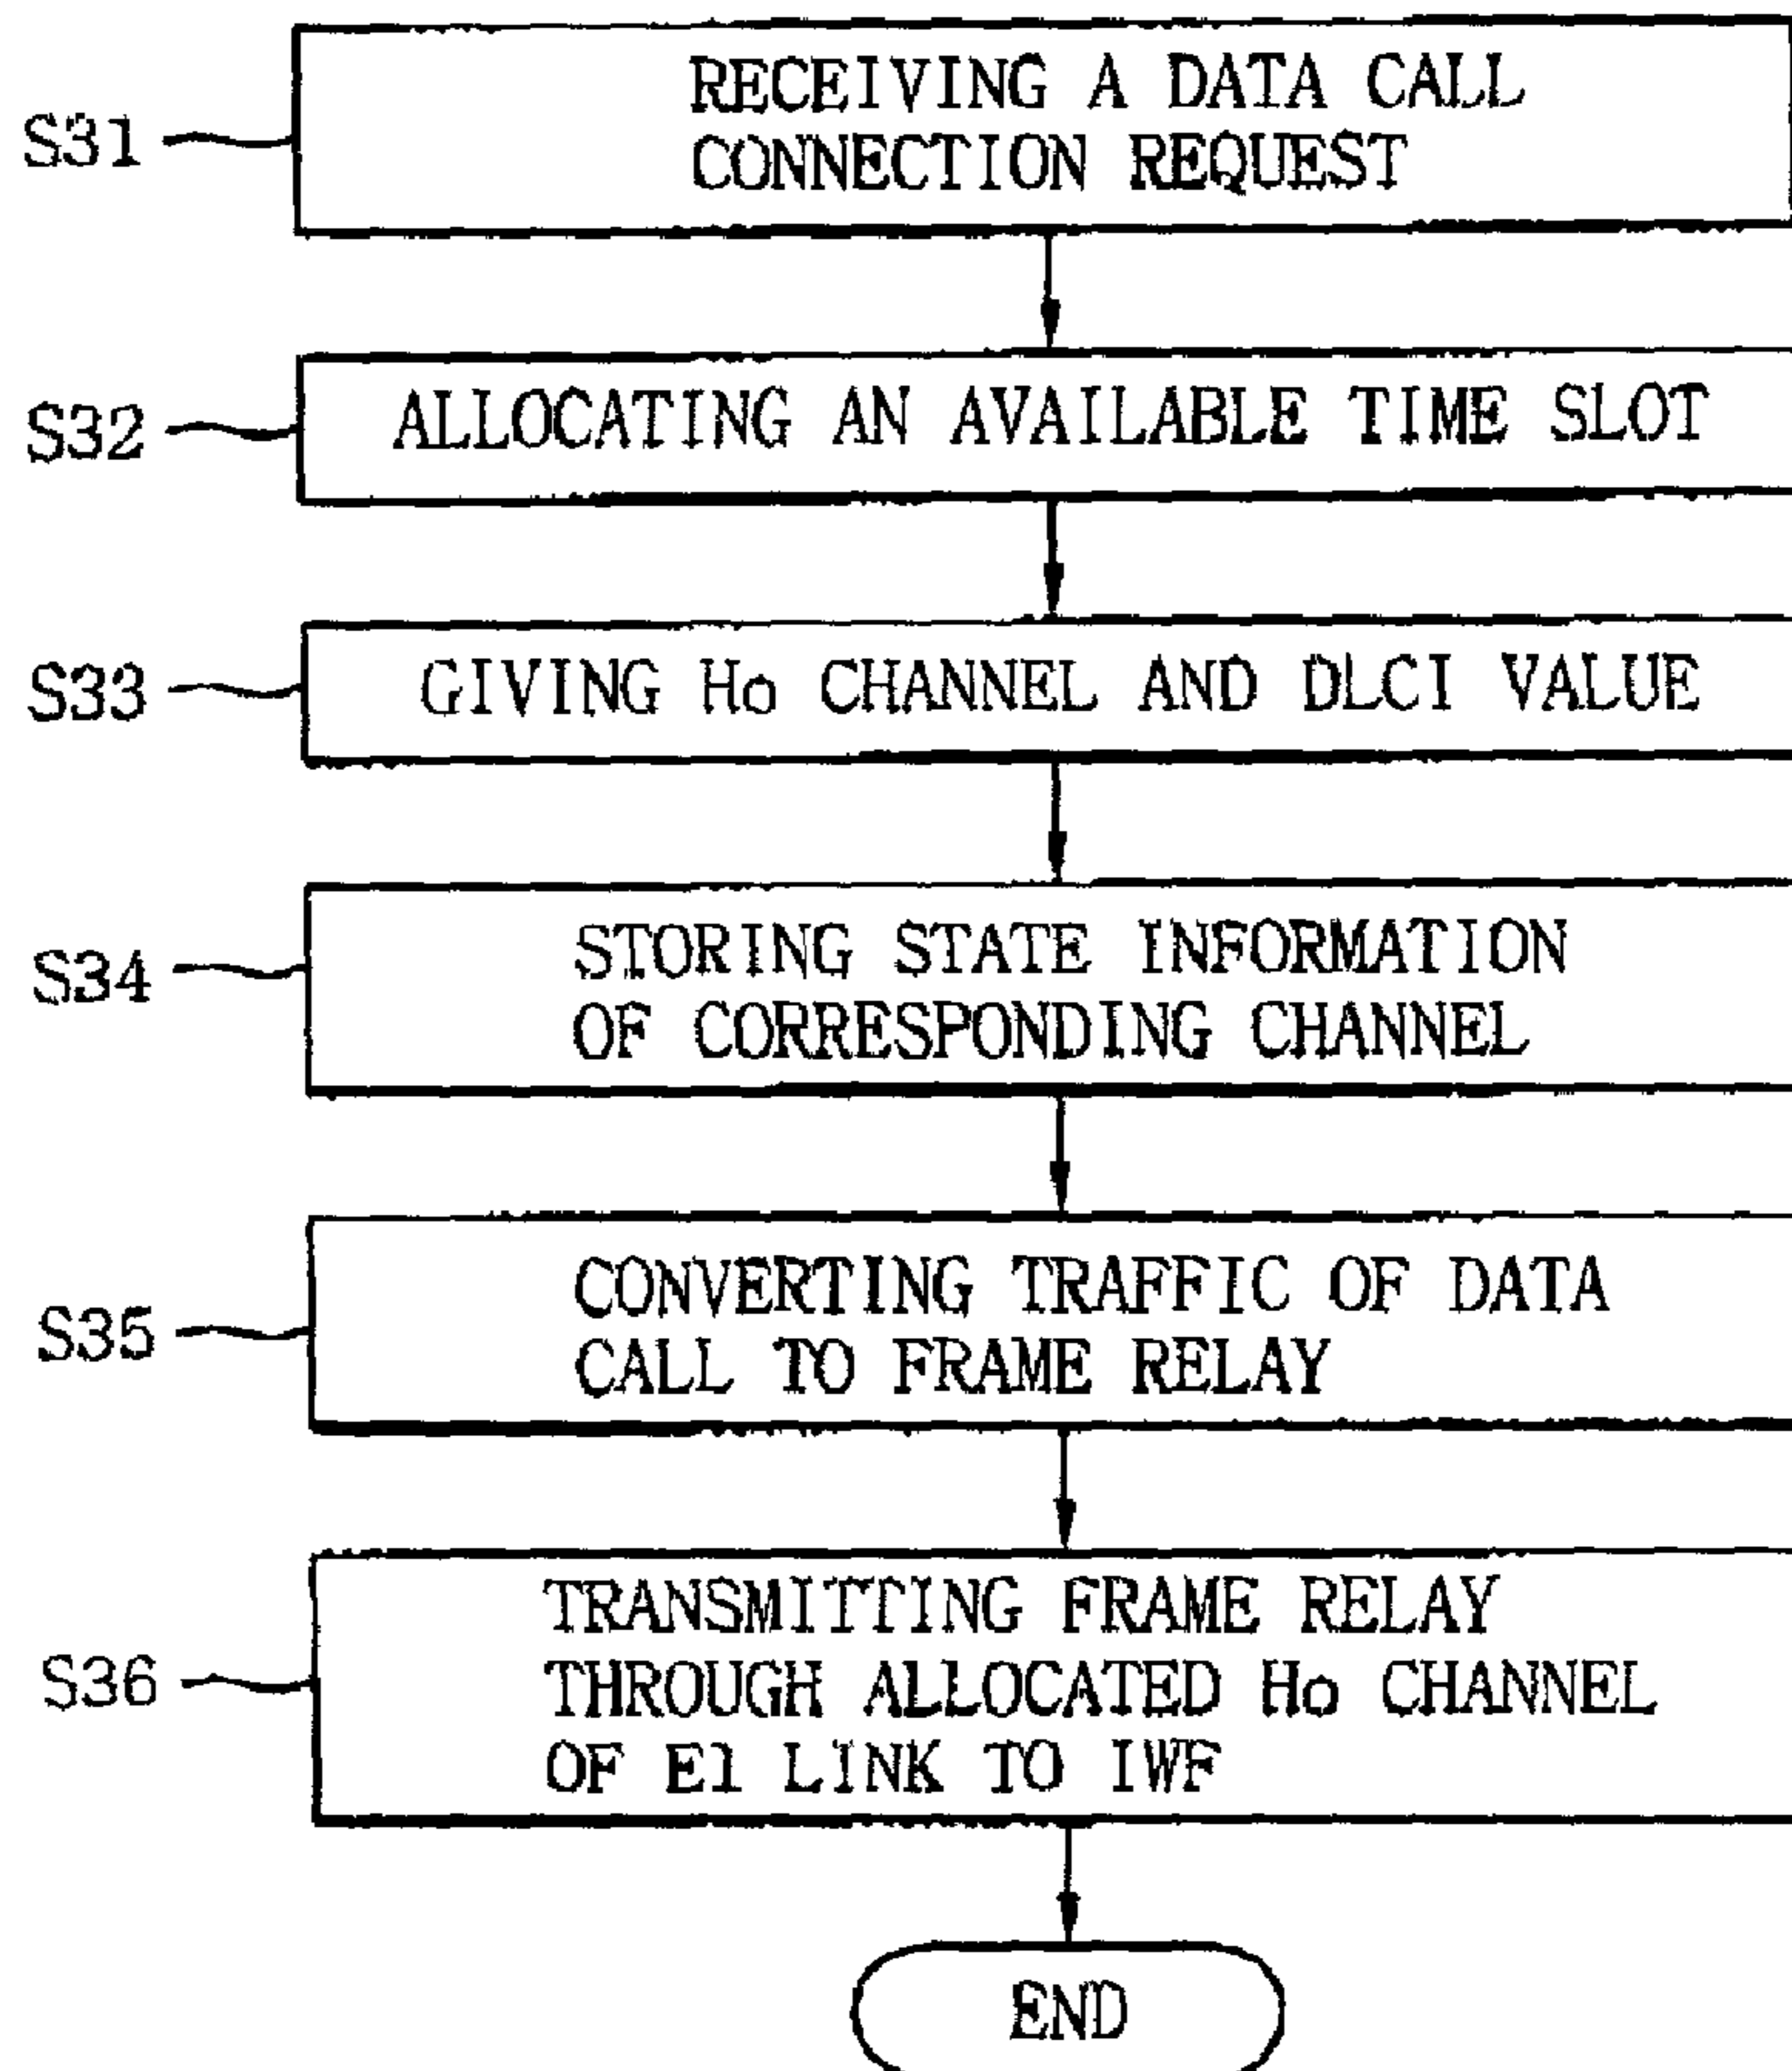 S31
RECEIVING A DATA CALL
CONNECTION REQUEST
S32
ALLOCATING AN AVAILABLE TIME SLOT
S33
GIVING Ho CHANNEL AND DLCI VALUE
S34
STORING STATE INFORMATION
OF CORRESPONDING CHANNEL
S35
CONVERTING TRAFFIC OF DATA
CALL TO FRAME RELAY
S36
TRANSMITTING FRAME RELAY
THROUGH ALLOCATED Ho CHANNEL
OF E1 LINK TO IWF
END